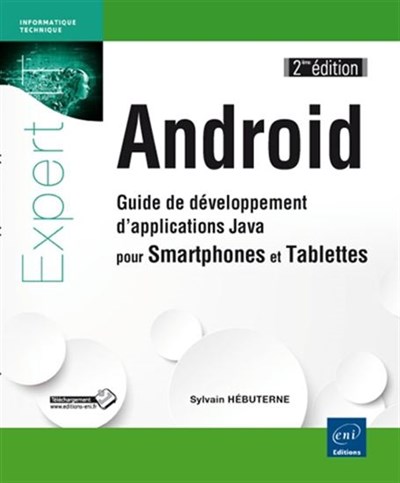 INFORMATIQUE
TECHNIQUE
Expert IT
2ème édition
Android
Guide de développement
d'applications Java
pour Smartphones et Tablettes
Téléchargement
www.editions-eni.fr
Sylvain HÉBUTERNE
eni
Editions